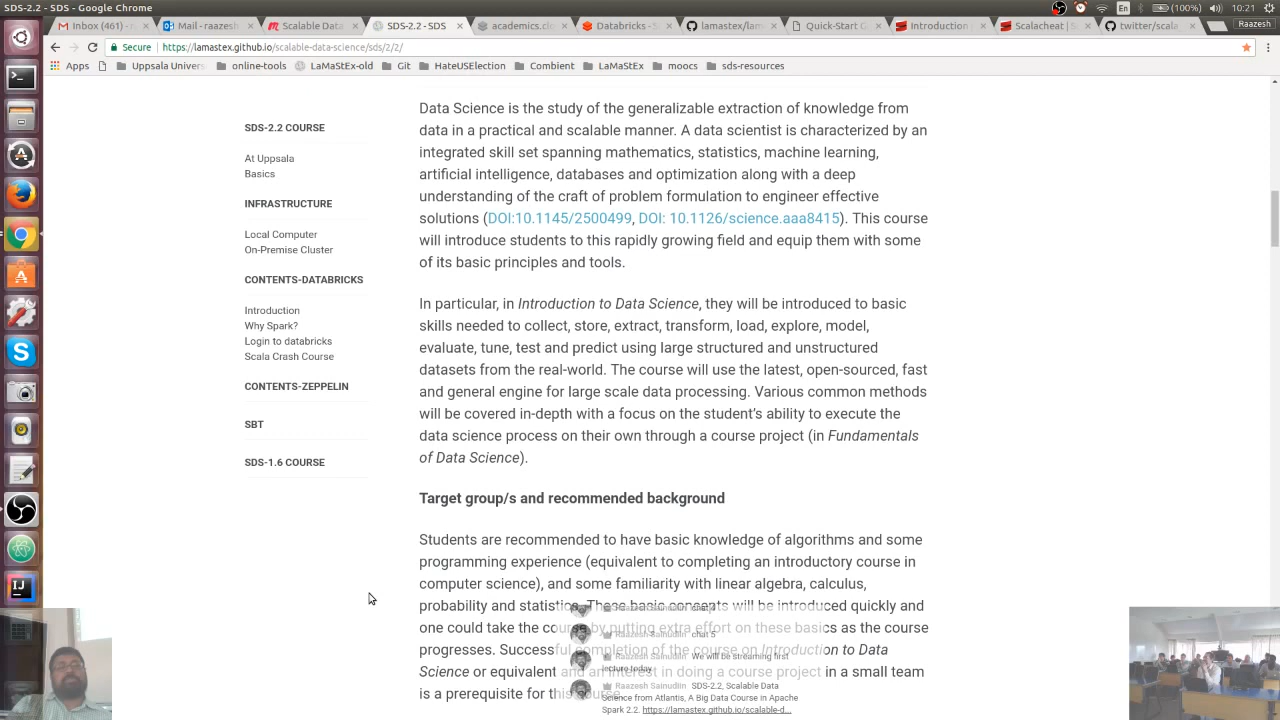 SDS-2.2 - SDS
En (100%) 10:21 Raazesh
Inbox (461) - r
Mail - raazesh
Scalable Data
SDS-2.2 - SDS
academics.clo
Databricks -
lamastex/
Quick-Start G
Introduction
Scalacheat
twitter/scala
Secure https://lamastex.github.io/scalable-data-science/sds/2/2/
Apps Uppsala Univer online-tools LaMaStEx-old Git HateUSElection Combient LaMaStEx moocs sds-resources
SDS-2.2 COURSE
At Uppsala
Basics
INFRASTRUCTURE
Local Computer
On-Premise Cluster
CONTENTS-DATABRICKS
Introduction
Why Spark?
Login to databricks
Scala Crash Course
CONTENTS-ZEPPELIN
SBT
SDS-1.6 COURSE
Data Science is the study of the generalizable extraction of knowledge from
data in a practical and scalable manner. A data scientist is characterized by an
integrated skill set spanning mathematics, statistics, machine learning,
artificial intelligence, databases and optimization along with a deep
understanding of the craft of problem formulation to engineer effective
solutions (DOI:10.1145/2500499, DOI: 10.1126/science.aaa8415). This course
will introduce students to this rapidly growing field and equip them with some
of its basic principles and tools.
In particular, in Introduction to Data Science, they will be introduced to basic
skills needed to collect, store, extract, transform, load, explore, model,
evaluate, tune, test and predict using large structured and unstructured
datasets from the real-world. The course will use the latest, open-sourced, fast
and general engine for large scale data processing. Various common methods
will be covered in-depth with a focus on the student's ability to execute the
data science process on their own through a course project (in Fundamentals
of Data Science).
Target group/s and recommended background
Students are recommended to have basic knowledge of algorithms and some
programming experience (equivalent to completing an introductory course in
computer science), and some familiarity with linear algebra, calculus,
probability and statistics. These basic concepts will be introduced quickly and
one could take the course by putting extra effort on these basics as the course
progresses. Successful completion of the course on Introduction to Data
Science or equivalent and an interest in doing a course project in a small team
is a prerequisite for this course.
Raazesh Sainudiin chat 5
Raazesh Sainudiin We will be streaming first
lecture today
Raazesh Sainudiin SDS-2.2, Scalable Data
Science from Atlantis, A Big Data Course in Apache
Spark 2.2. https://lamastex.github.io/scalable-d...